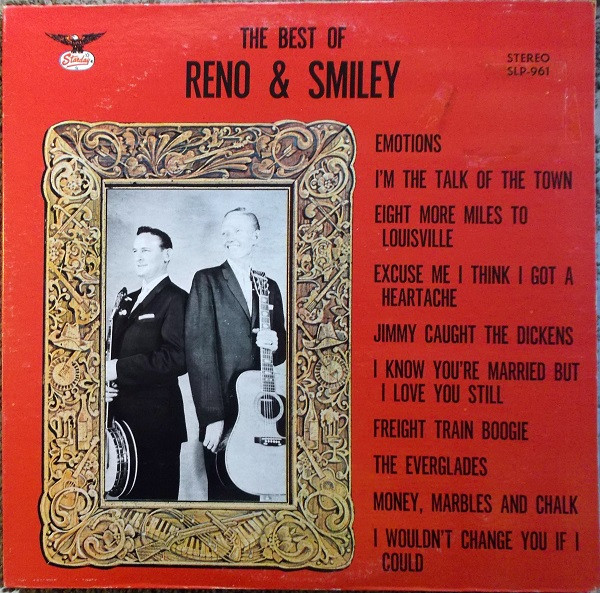 Starday
THE BEST OF
RENO & SMILEY
STEREO
SLP-961
EMOTIONS
I'M THE TALK OF THE TOWN
EIGHT MORE MILES TO
LOUISVILLE
EXCUSE ME I THINK I GOT A
HEARTACHE
JIMMY CAUGHT THE DICKENS
I KNOW YOU'RE MARRIED BUT
I LOVE YOU STILL
FREIGHT TRAIN BOOGIE
THE EVERGLADES
MONEY, MARBLES AND CHALK
I WOULDN'T CHANGE YOU IF I
COULD